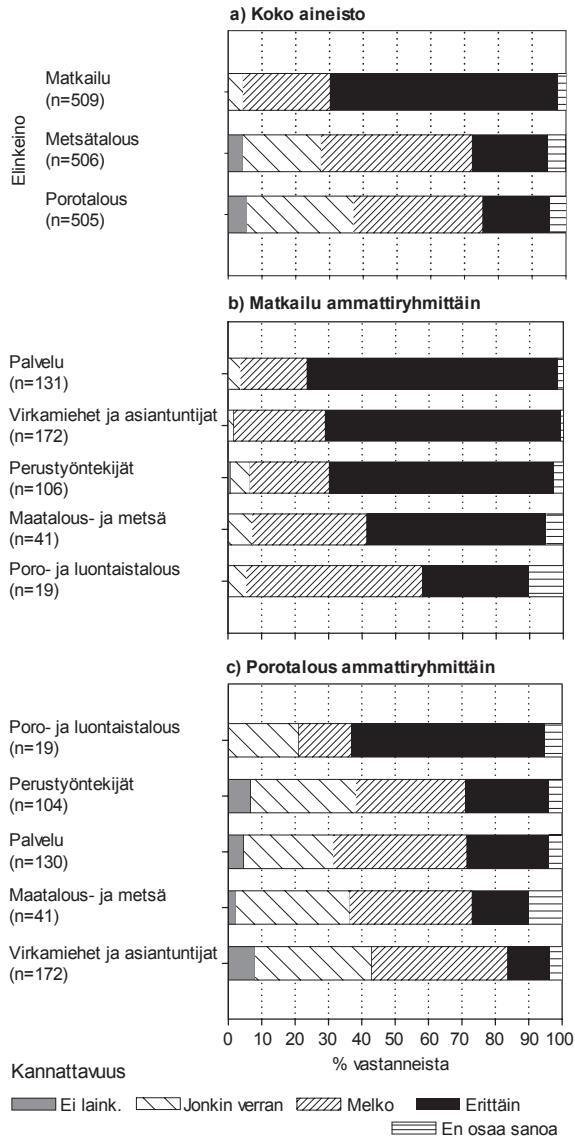 a) Koko aineisto
Elinkeino
Matkailu
(n=509)
Metsätalous
(n=506)
Porotalous
(n=505)
b) Matkailu ammattiryhmittäin
Palvelu
(n=131)
Virkamiehet ja asiantuntijat
(n=172)
Perustyöntekijät
(n=106)
Maatalous- ja metsä
(n=41)
Poro- ja luontaistalous
(n=19)
c) Porotalous ammattiryhmittäin
Poro- ja luontaistalous
(n=19)
Perustyöntekijät
(n=104)
Palvelu
(n=130)
Maatalous- ja metsä
(n=41)
Virkamiehet ja asiantuntijat
(n=172)
0 10 20 30 40 50 60 70 80 90 100
% vastanneista
Kannattavuus
Ei laink. Jonkin verran Melko Erittäin
En osaa sanoa